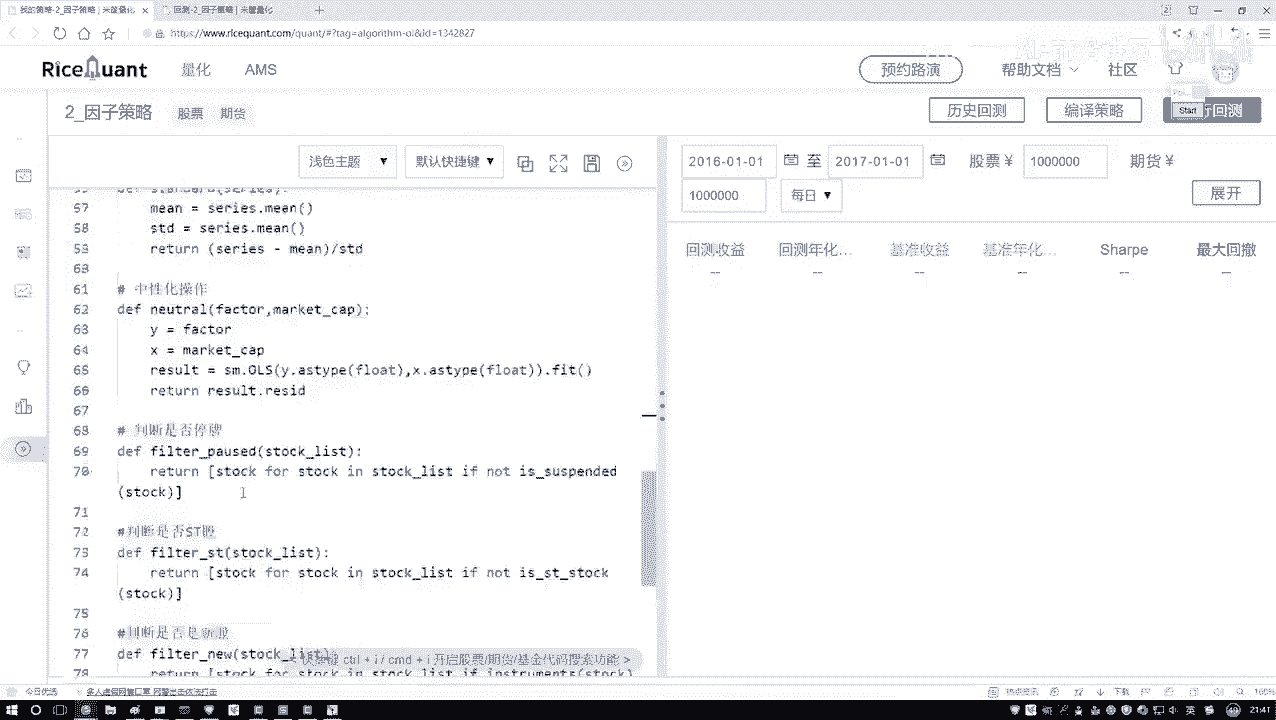 我的策略-2_因子策略 | 米筐量化
回测-2_因子策略 | 米筐量化
https://www.ricequant.com/quant/#?tag=algorithm-ui&id=1342827
RiceQuant 量化 AMS 预约路演 帮助文档 社区
2_因子策略 股票 期货 历史回测 编译策略 Start 回测
浅色主题 默认快捷键 2016-01-01 至 2017-01-01 股票 ¥ 1000000 期货 ¥
1000000 每日 展开
回测收益 回测年化... 基准收益 基准年化... Sharpe 最大回撤
-- -- -- -- -- --
57 mean = series.mean()
58 std = series.mean()
59 return (series - mean)/std
60
61 # 中性化操作
62 def neutral(factor,market_cap):
63 y = factor
64 x = market_cap
65 result = sm.OLS(y.astype(float),x.astype(float)).fit()
66 return result.resid
67
68 # 判断是否停牌
69 def filter_paused(stock_list):
70 return [stock for stock in stock_list if not is_suspended
(stock)]
71
72 #判断是否ST股
73 def filter_st(stock_list):
74 return [stock for stock in stock_list if not is_st_stock
(stock)]
75
76 #判断是否是新股
77 def filter_new(stock_list):
ctrl + i / cmd + i 开启股票/期货/基金代码搜索功能 >
78 return [stock for stock in stock_list if instruments(stock)
今日优选
热点资讯 下载 100%
英 21:41